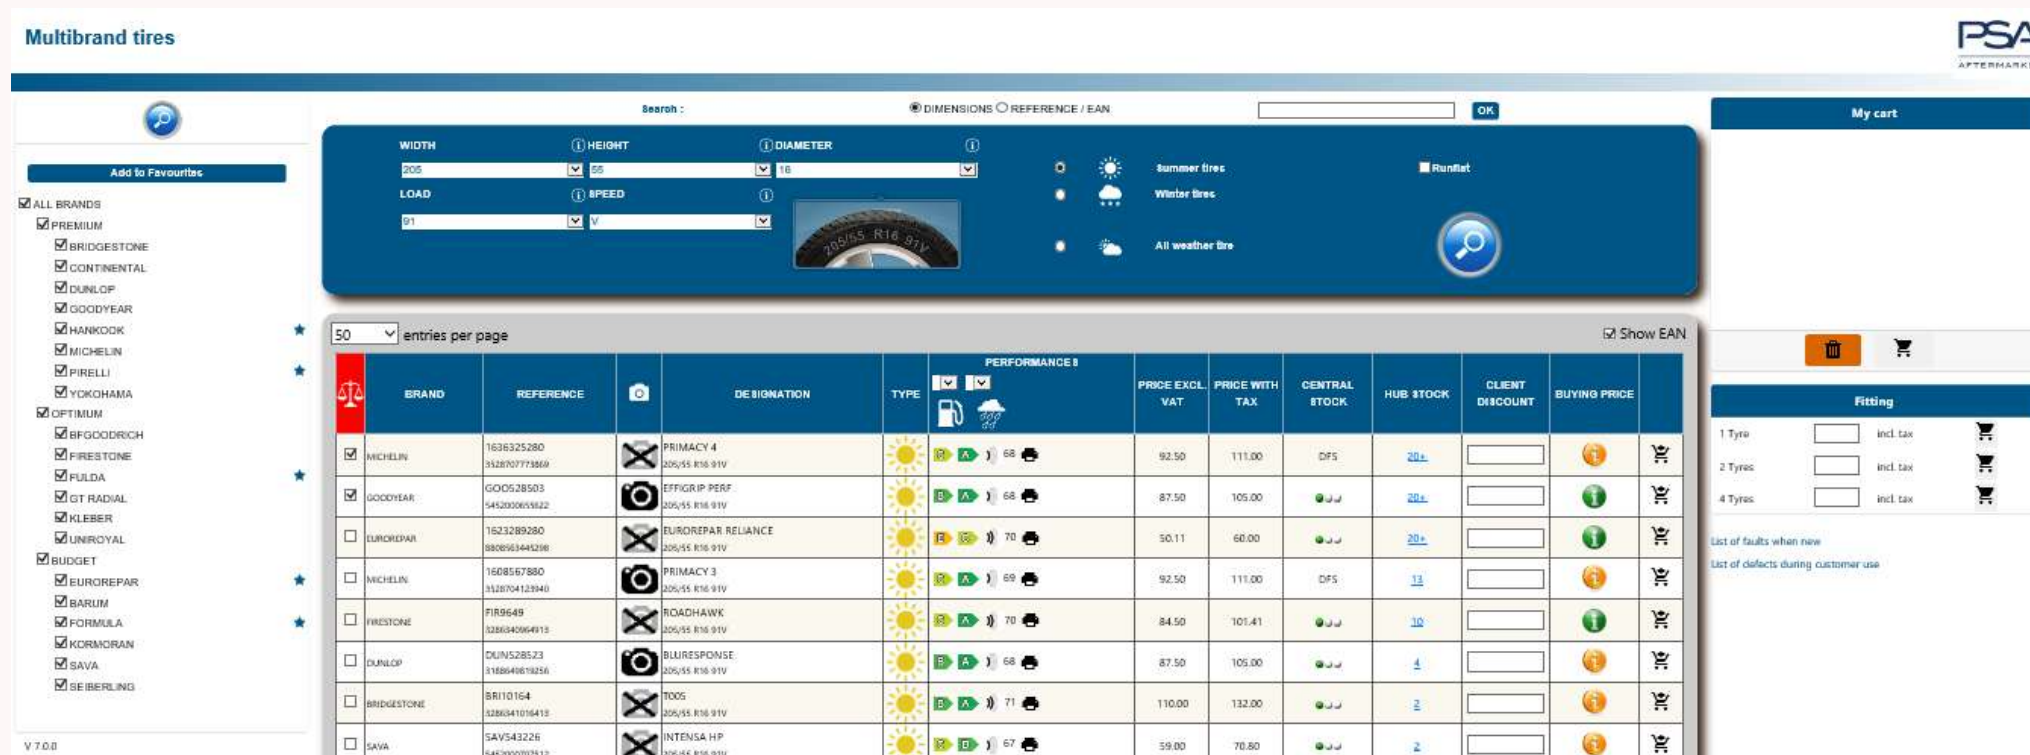 Multibrand tires
PSA
AFTERMARK
Search :
DIMENSIONS REFERENCE / EAN
OK
My cart
Add to Favourites
ALL BRANDS
PREMIUM
BRIDGESTONE
CONTINENTAL
DUNLOP
GOODYEAR
HANKOOK
MICHELIN
PIRELLI
YOKOHAMA
OPTIMUM
BFGOODRICH
FIRESTONE
FULDA
GT RADIAL
KLEBER
UNIROYAL
BUDGET
EUROREPAR
BARUM
FORMULA
KORMORAN
SAVA
SEIBERLING
V 7.0.0
WIDTH HEIGHT DIAMETER
205 55 16
LOAD SPEED
91 V
205/55 R16 91V
Summer tires Runflat
Winter tires
All weather tire
50 entries per page
Show EAN
PERFORMANCES
BRAND REFERENCE DESIGNATION TYPE PRICE EXCL. VAT PRICE WITH TAX CENTRAL STOCK HUB STOCK CLIENT DISCOUNT BUYING PRICE
MICHELIN 1636325280 PRIMACY 4 C A 68 92.50 111.00 DFS 20+
3528707773869 205/55 R16 91V
GOODYEAR GOO528503 EFFIGRIP PERF B A 68 87.50 105.00 20+
5452000655622 205/55 R16 91V
EUROREPAR 1623289280 EUROREPAR RELIANCE E C 70 50.11 60.00 20+
8808563445298 205/55 R16 91V
MICHELIN 1608567880 PRIMACY 3 C A 69 92.50 111.00 DFS 13
3528704123940 205/55 R16 91V
FIRESTONE FIR9649 ROADHAWK C A 70 84.50 101.41 10
3286340964913 205/55 R16 91V
DUNLOP DUN528523 BLURESPONSE B A 68 87.50 105.00 4
3188649819256 205/55 R16 91V
BRIDGESTONE BRI10164 T005 B A 71 110.00 132.00 2
3286341016413 205/55 R16 91V
SAVA SAV543226 INTENSA HP C B 67 59.00 70.80 2
Fitting
1 Tyre incl. tax
2 Tyres incl. tax
4 Tyres incl. tax
List of faults when new
List of defects during customer use